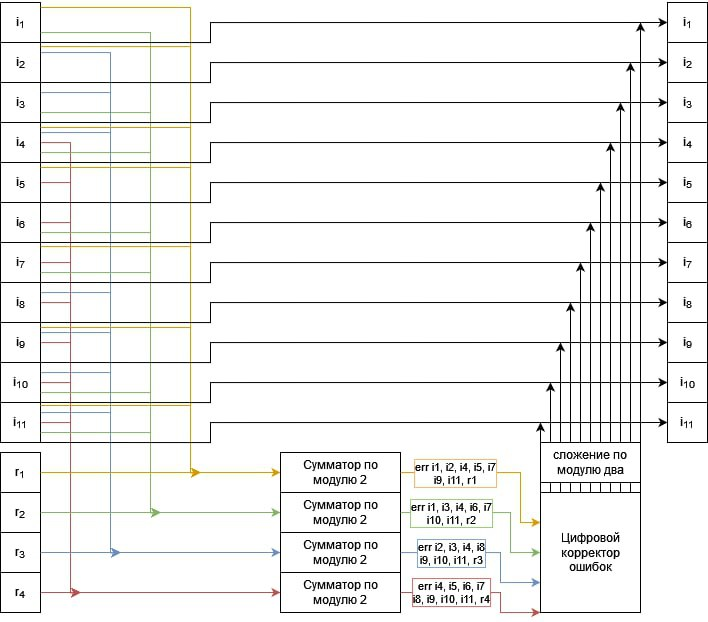 i1
i2
i3
i4
i5
i6
i7
i8
i9
i10
i11
r1
r2
r3
r4
Сумматор по
модулю 2
Сумматор по
модулю 2
Сумматор по
модулю 2
Сумматор по
модулю 2
err i1, i2, i4, i5, i7
i9, i11, r1
err i1, i3, i4, i6, i7
i10, i11, r2
err i2, i3, i4, i8
i9, i10, i11, r3
err i4, i5, i6, i7
i8, i9, i10, i11, r4
сложение по
модулю два
Цифровой
корректор
ошибок
i1
i2
i3
i4
i5
i6
i7
i8
i9
i10
i11